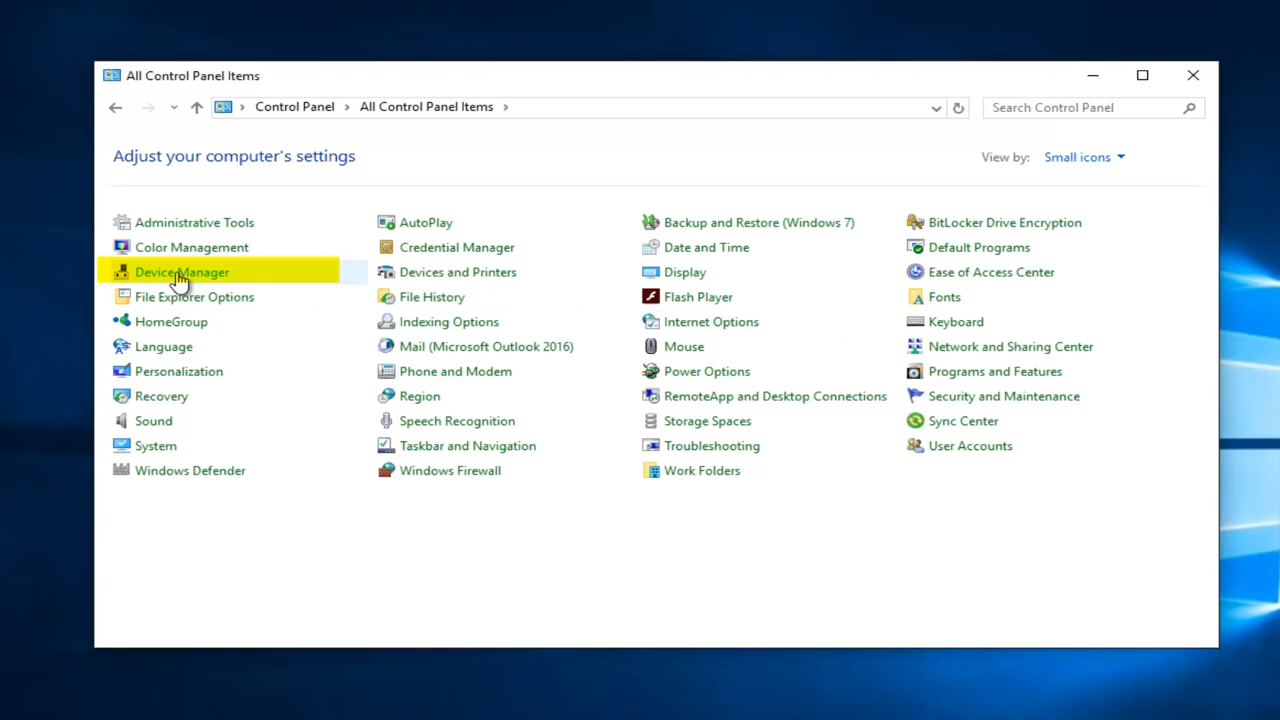 All Control Panel Items
Control Panel > All Control Panel Items >
Search Control Panel
Adjust your computer's settings
View by: Small icons
Administrative Tools
AutoPlay
Backup and Restore (Windows 7)
BitLocker Drive Encryption
Color Management
Credential Manager
Date and Time
Default Programs
Device Manager
Devices and Printers
Display
Ease of Access Center
File Explorer Options
File History
Flash Player
Fonts
HomeGroup
Indexing Options
Internet Options
Keyboard
Language
Mail (Microsoft Outlook 2016)
Mouse
Network and Sharing Center
Personalization
Phone and Modem
Power Options
Programs and Features
Recovery
Region
RemoteApp and Desktop Connections
Security and Maintenance
Sound
Speech Recognition
Storage Spaces
Sync Center
System
Taskbar and Navigation
Troubleshooting
User Accounts
Windows Defender
Windows Firewall
Work Folders